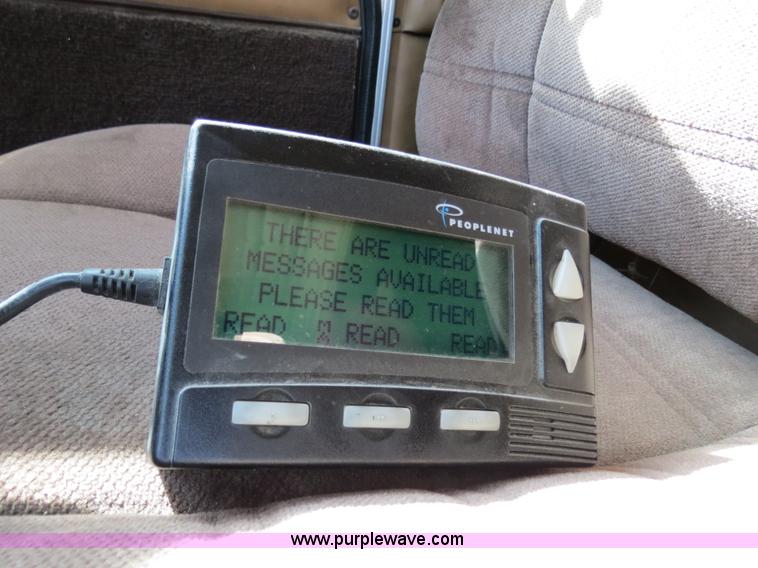 PEOPLENET
THERE ARE UNREAD
MESSAGES AVAILABLE
PLEASE READ THEM
READ X READ READ
www.purplewave.com